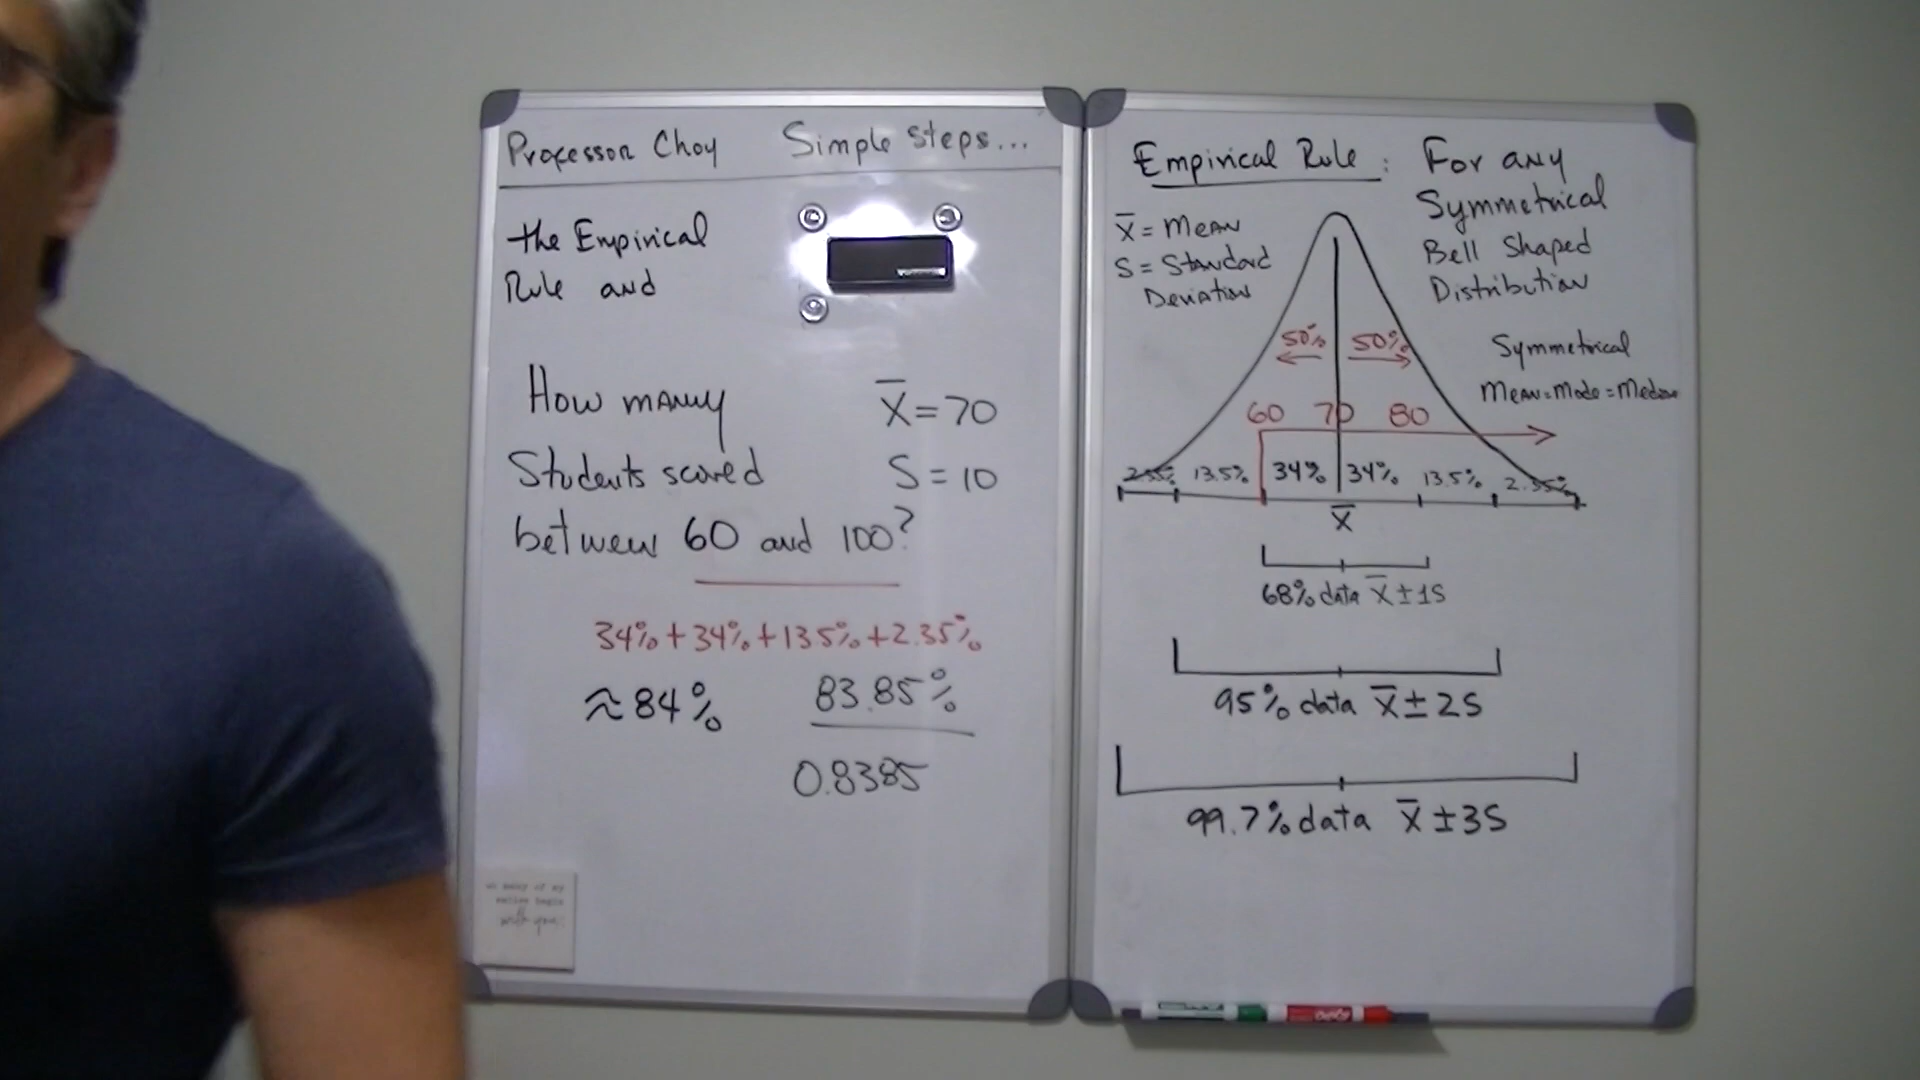 Professor Choy Simple steps...
the Empirical
Rule and
How many
Students scored
between 60 and 100?
X̄ = 70
S = 10
34% + 34% + 13.5% + 2.35%
≈ 84% 83.85%
0.8385
with you
Empirical Rule : For any
Symmetrical
Bell Shaped
Distribution
X̄ = Mean
S = Standard
Deviation
Symmetrical
Mean = Mode = Median
50% 50%
60 70 80
2.35% 13.5% 34% 34% 13.5% 2.35%
X̄
68% data X̄ ± 1S
95% data X̄ ± 2S
99.7% data X̄ ± 3S